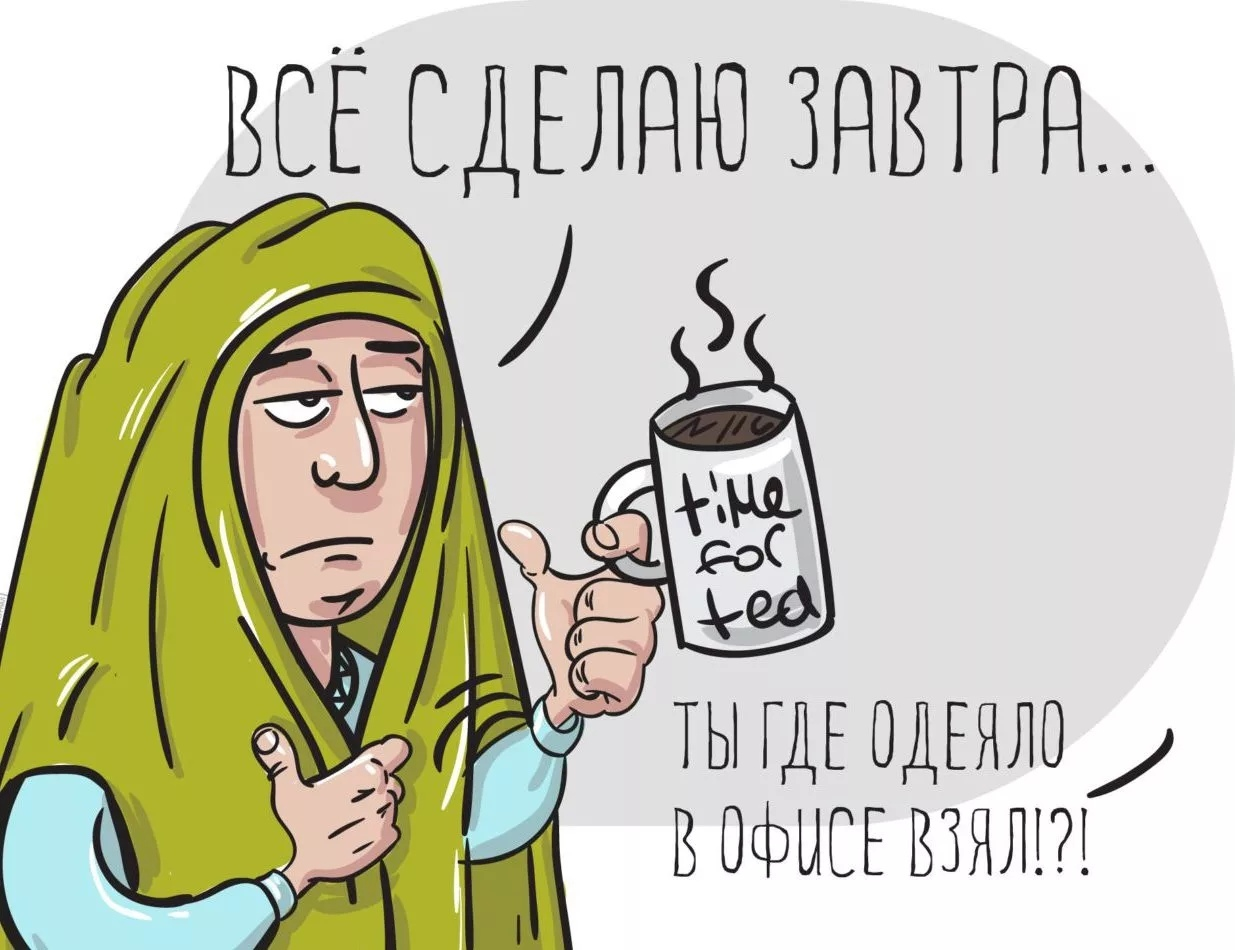 ВСЁ СДЕЛАЮ ЗАВТРА...
time
for
tea
ТЫ ГДЕ ОДЕЯЛО
В ОФИСЕ ВЗЯЛ!?!